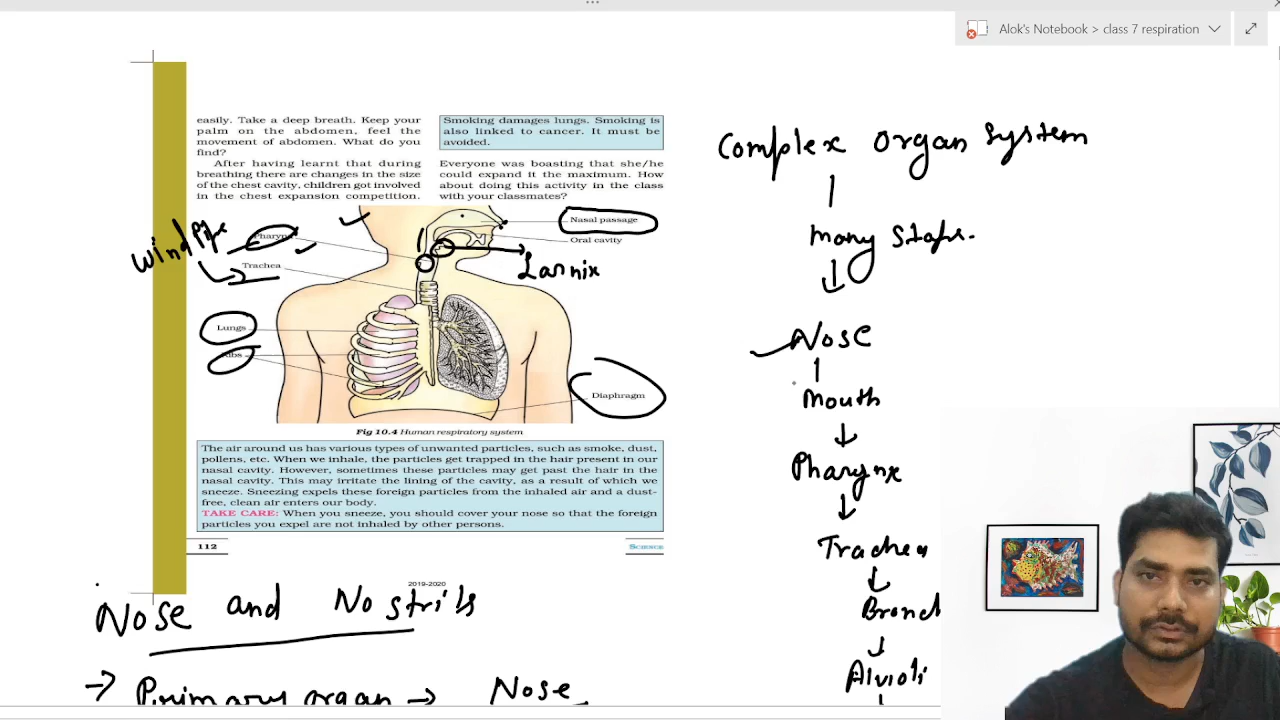 Alok's Notebook > class 7 respiration
easily. Take a deep breath. Keep your
palm on the abdomen, feel the
movement of abdomen. What do you
find?
After having learnt that during
breathing there are changes in the size
of the chest cavity, children got involved
in the chest expansion competition.
Smoking damages lungs. Smoking is
also linked to cancer. It must be
avoided.
Everyone was boasting that she/he
could expand it the maximum. How
about doing this activity in the class
with your classmates?
Nasal passage
Oral cavity
Pharynx
Trachea
Lungs
Ribs
Diaphragm
Wind Pipe
Larnix
Fig 10.4 Human respiratory system
The air around us has various types of unwanted particles, such as smoke, dust,
pollens, etc. When we inhale, the particles get trapped in the hair present in our
nasal cavity. However, sometimes these particles may get past the hair in the
nasal cavity. This may irritate the lining of the cavity, as a result of which we
sneeze. Sneezing expels these foreign particles from the inhaled air and a dust-
free, clean air enters our body.
TAKE CARE: When you sneeze, you should cover your nose so that the foreign
particles you expel are not inhaled by other persons.
112
SCIENCE
2019-2020
Nose and Nostrils
→ Primary organ → Nose
Complex Organ System
Many Staps.
Nose
Mouth
Pharynx
Trachea
Bronch
Alvioli